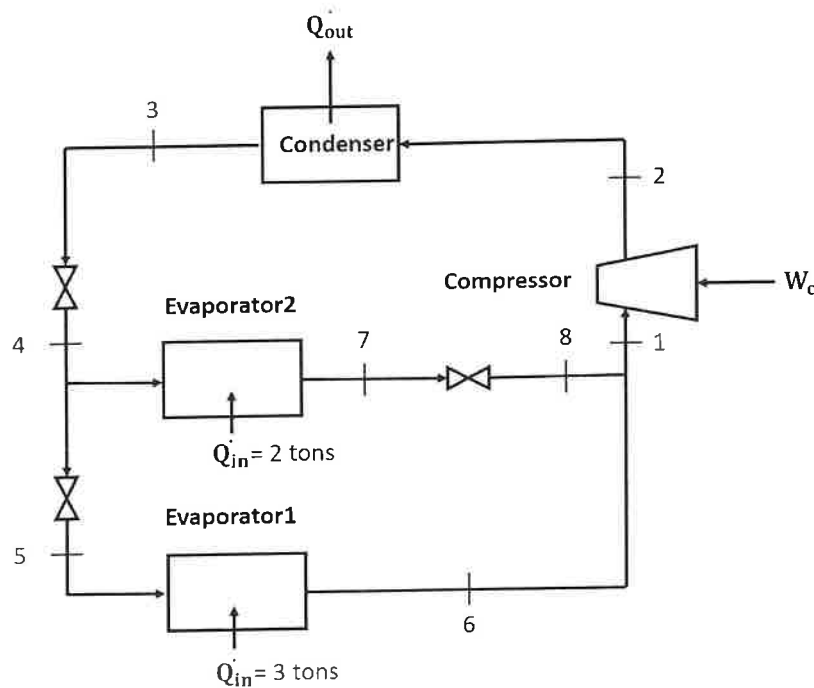 Q̇out
3
Condenser
2
Compressor
Wc
Evaporator2
4
7
8
1
Q̇in= 2 tons
Evaporator1
5
6
Q̇in= 3 tons